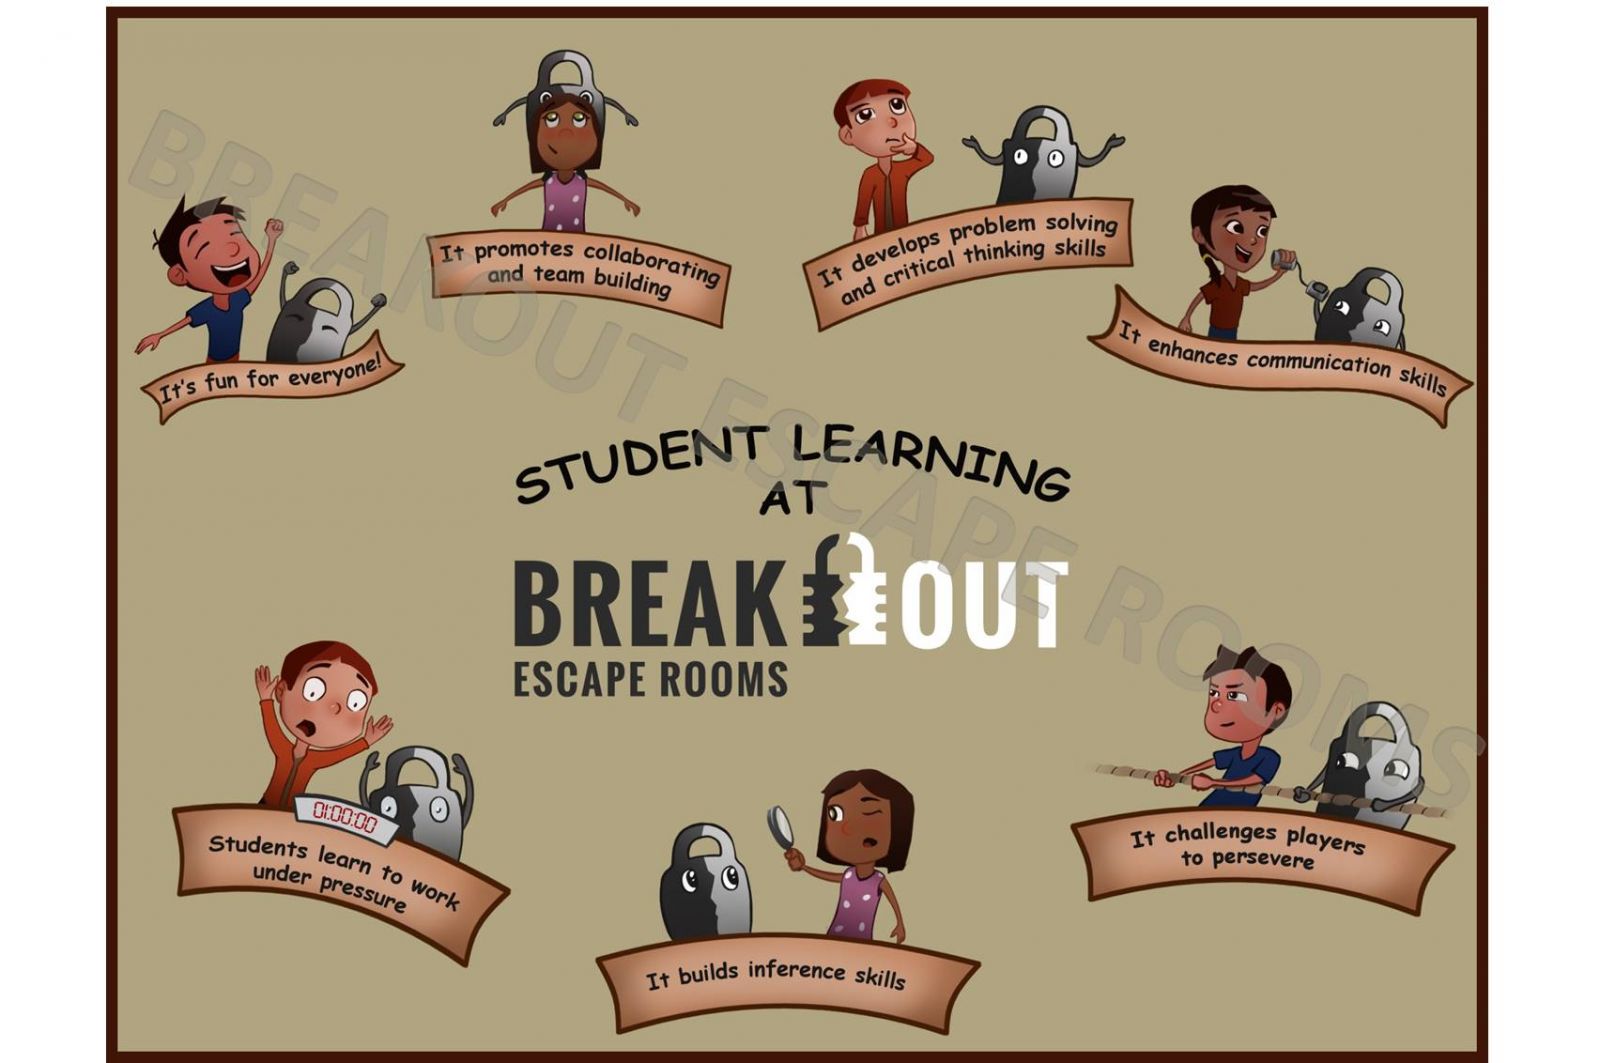 It's fun for everyone!
It promotes collaborating
and team building
It develops problem solving
and critical thinking skills
It enhances communication skills
STUDENT LEARNING
AT
BREAK OUT
ESCAPE ROOMS
01:00:00
Students learn to work
under pressure
It builds inference skills
It challenges players
to persevere
BREAKOUT ESCAPE ROOMS